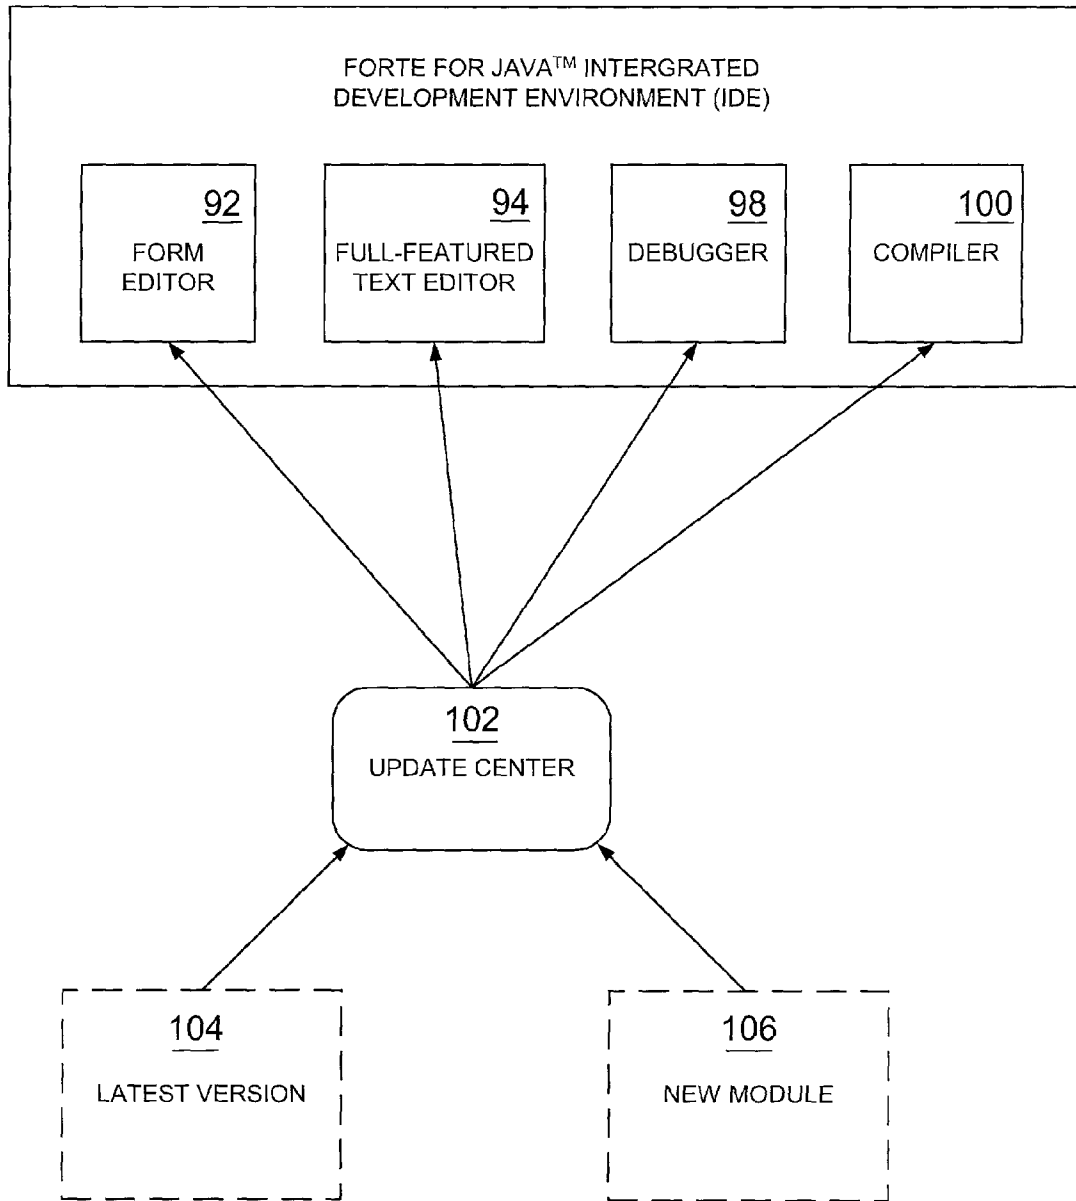 FORTE FOR JAVA™ INTERGRATED
DEVELOPMENT ENVIRONMENT (IDE)
92
FORM
EDITOR
94
FULL-FEATURED
TEXT EDITOR
98
DEBUGGER
100
COMPILER
102
UPDATE CENTER
104
LATEST VERSION
106
NEW MODULE